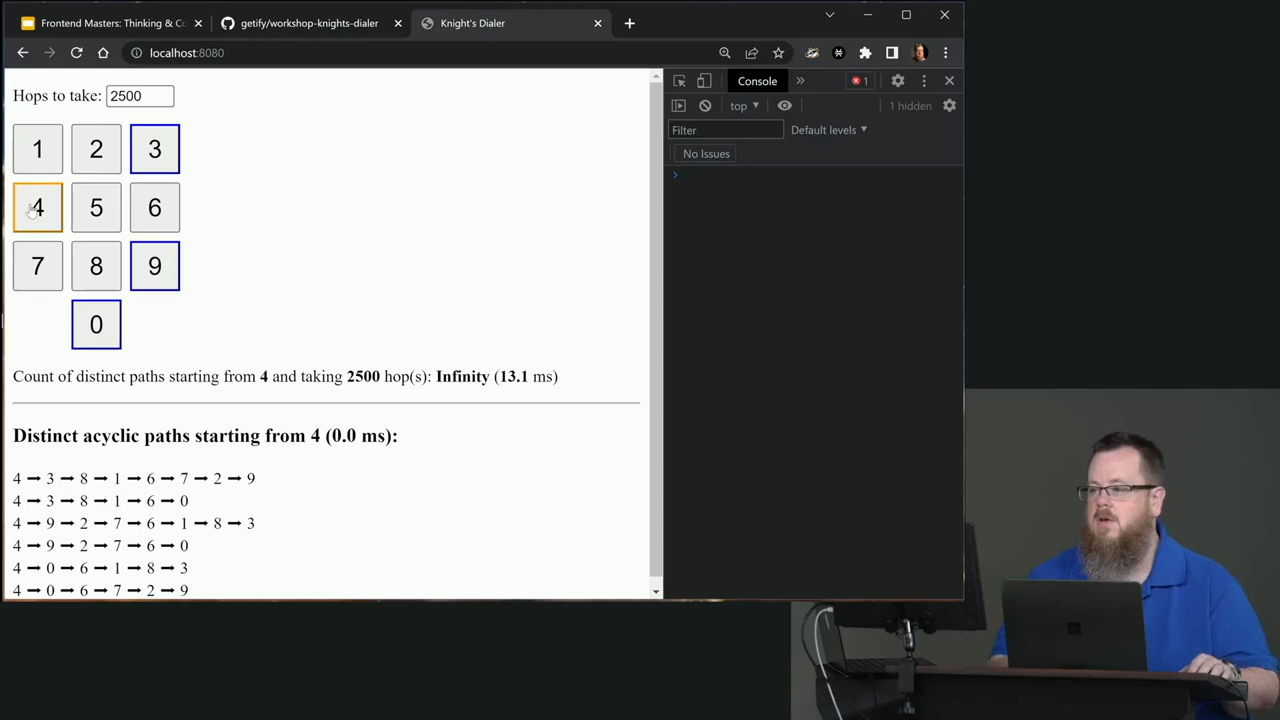 Frontend Masters: Thinking & Co
getify/workshop-knights-dialer
Knight's Dialer
localhost:8080
Hops to take: 2500
1 2 3
4 5 6
7 8 9
0
Count of distinct paths starting from 4 and taking 2500 hop(s): Infinity (13.1 ms)
Distinct acyclic paths starting from 4 (0.0 ms):
4 ➞ 3 ➞ 8 ➞ 1 ➞ 6 ➞ 7 ➞ 2 ➞ 9
4 ➞ 3 ➞ 8 ➞ 1 ➞ 6 ➞ 0
4 ➞ 9 ➞ 2 ➞ 7 ➞ 6 ➞ 1 ➞ 8 ➞ 3
4 ➞ 9 ➞ 2 ➞ 7 ➞ 6 ➞ 0
4 ➞ 0 ➞ 6 ➞ 1 ➞ 8 ➞ 3
4 ➞ 0 ➞ 6 ➞ 7 ➞ 2 ➞ 9
Console
1
top
1 hidden
Filter
Default levels
No Issues